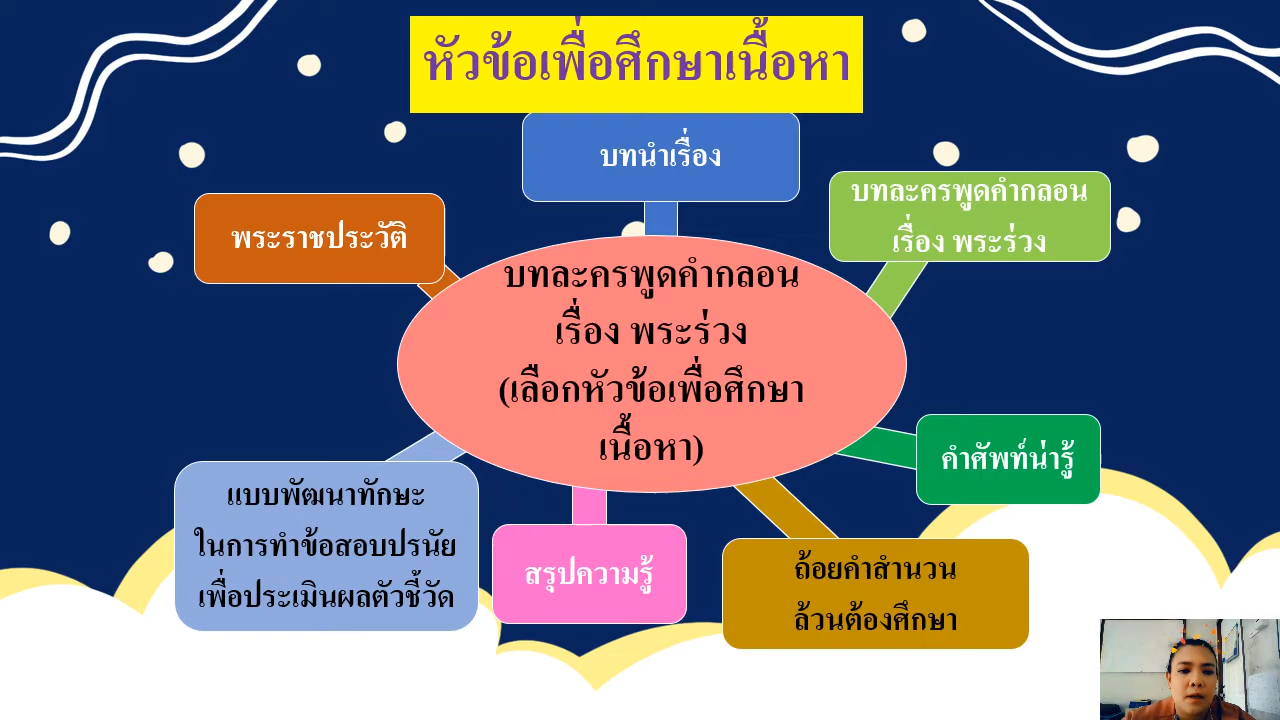 หัวข้อเพื่อศึกษาเนื้อหา
บทนำเรื่อง
บทละครพูดคำกลอน
เรื่อง พระร่วง
พระราชประวัติ
บทละครพูดคำกลอน
เรื่อง พระร่วง
(เลือกหัวข้อเพื่อศึกษา
เนื้อหา)
คำศัพท์น่ารู้
แบบพัฒนาทักษะ
ในการทำข้อสอบปรนัย
เพื่อประเมินผลตัวชี้วัด
สรุปความรู้
ถ้อยคำสำนวน
ล้วนต้องศึกษา